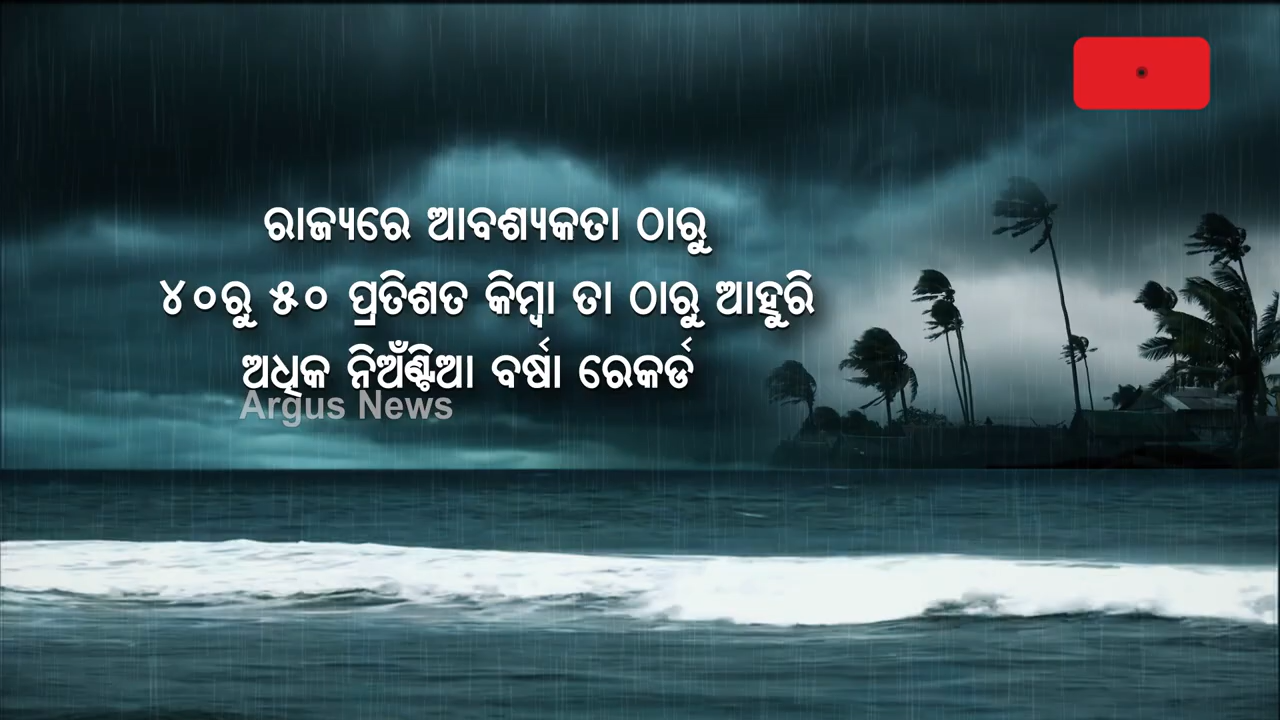 ରାଜ୍ୟରେ ଆବଶ୍ୟକତା ଠାରୁ
୪୦ରୁ ୫୦ ପ୍ରତିଶତ କିମ୍ବା ତା ଠାରୁ ଆହୁରି
ଅଧିକ ନିଅଁଣ୍ଟିଆ ବର୍ଷା ରେକର୍ଡ
Argus News